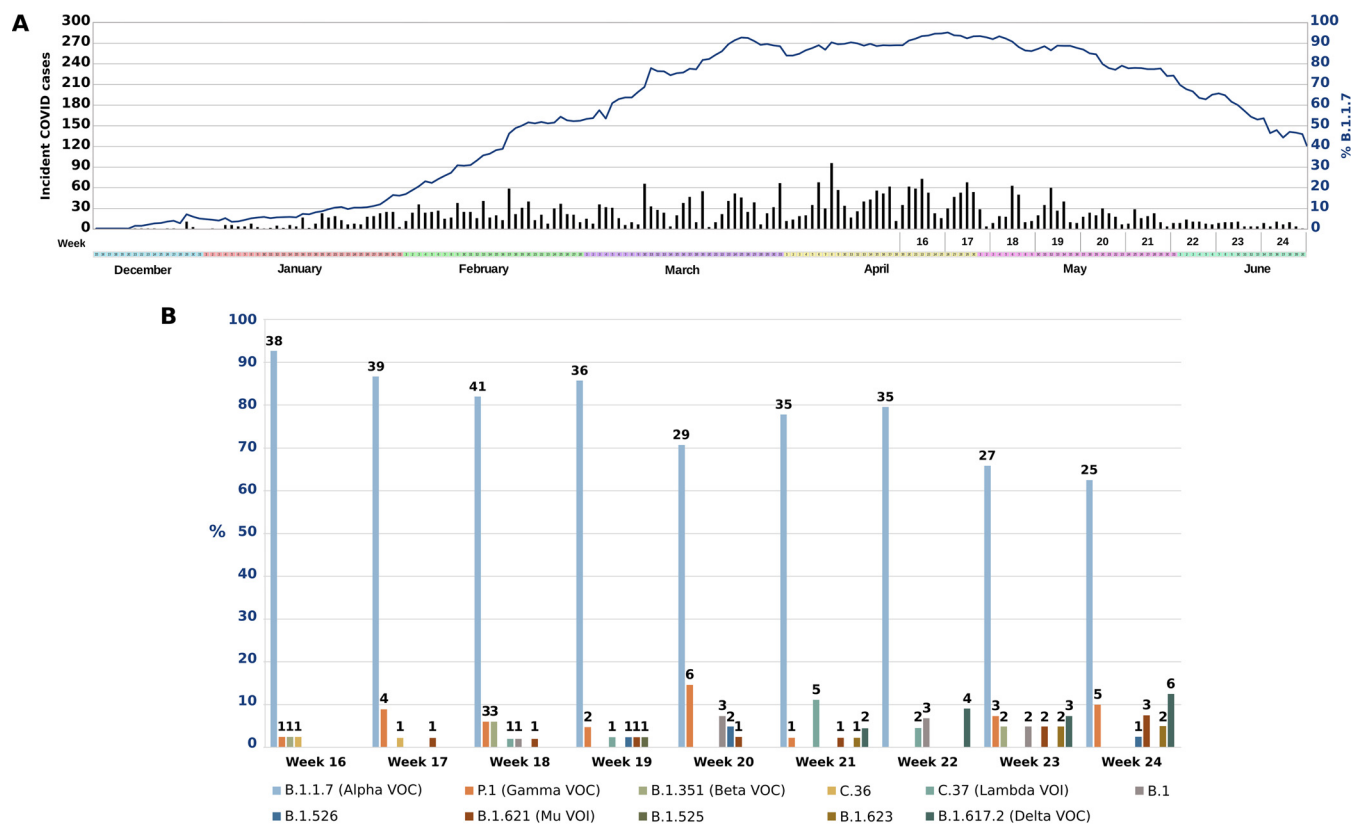 A
300
270
240
210
180
150
120
90
60
30
0
Incident COVID cases
100
90
80
70
60
50
40
30
20
10
0
% B.1.1.7
Week 16 17 18 19 20 21 22 23 24
December January February March April May June
B
100
90
80
70
60
50
40
30
20
10
0
%
38
1 1 1
39
4 1 1
41
3 3 1 1 1
36
2 1 1 1 1
29
6 3 2 1
35
1 5 1 1 2
35
2 3 4
27
3 2 2 2 2 3
25
5 1 3 2 6
Week 16 Week 17 Week 18 Week 19 Week 20 Week 21 Week 22 Week 23 Week 24
B.1.1.7 (Alpha VOC) P.1 (Gamma VOC) B.1.351 (Beta VOC) C.36 C.37 (Lambda VOI) B.1
B.1.526 B.1.621 (Mu VOI) B.1.525 B.1.623 B.1.617.2 (Delta VOC)